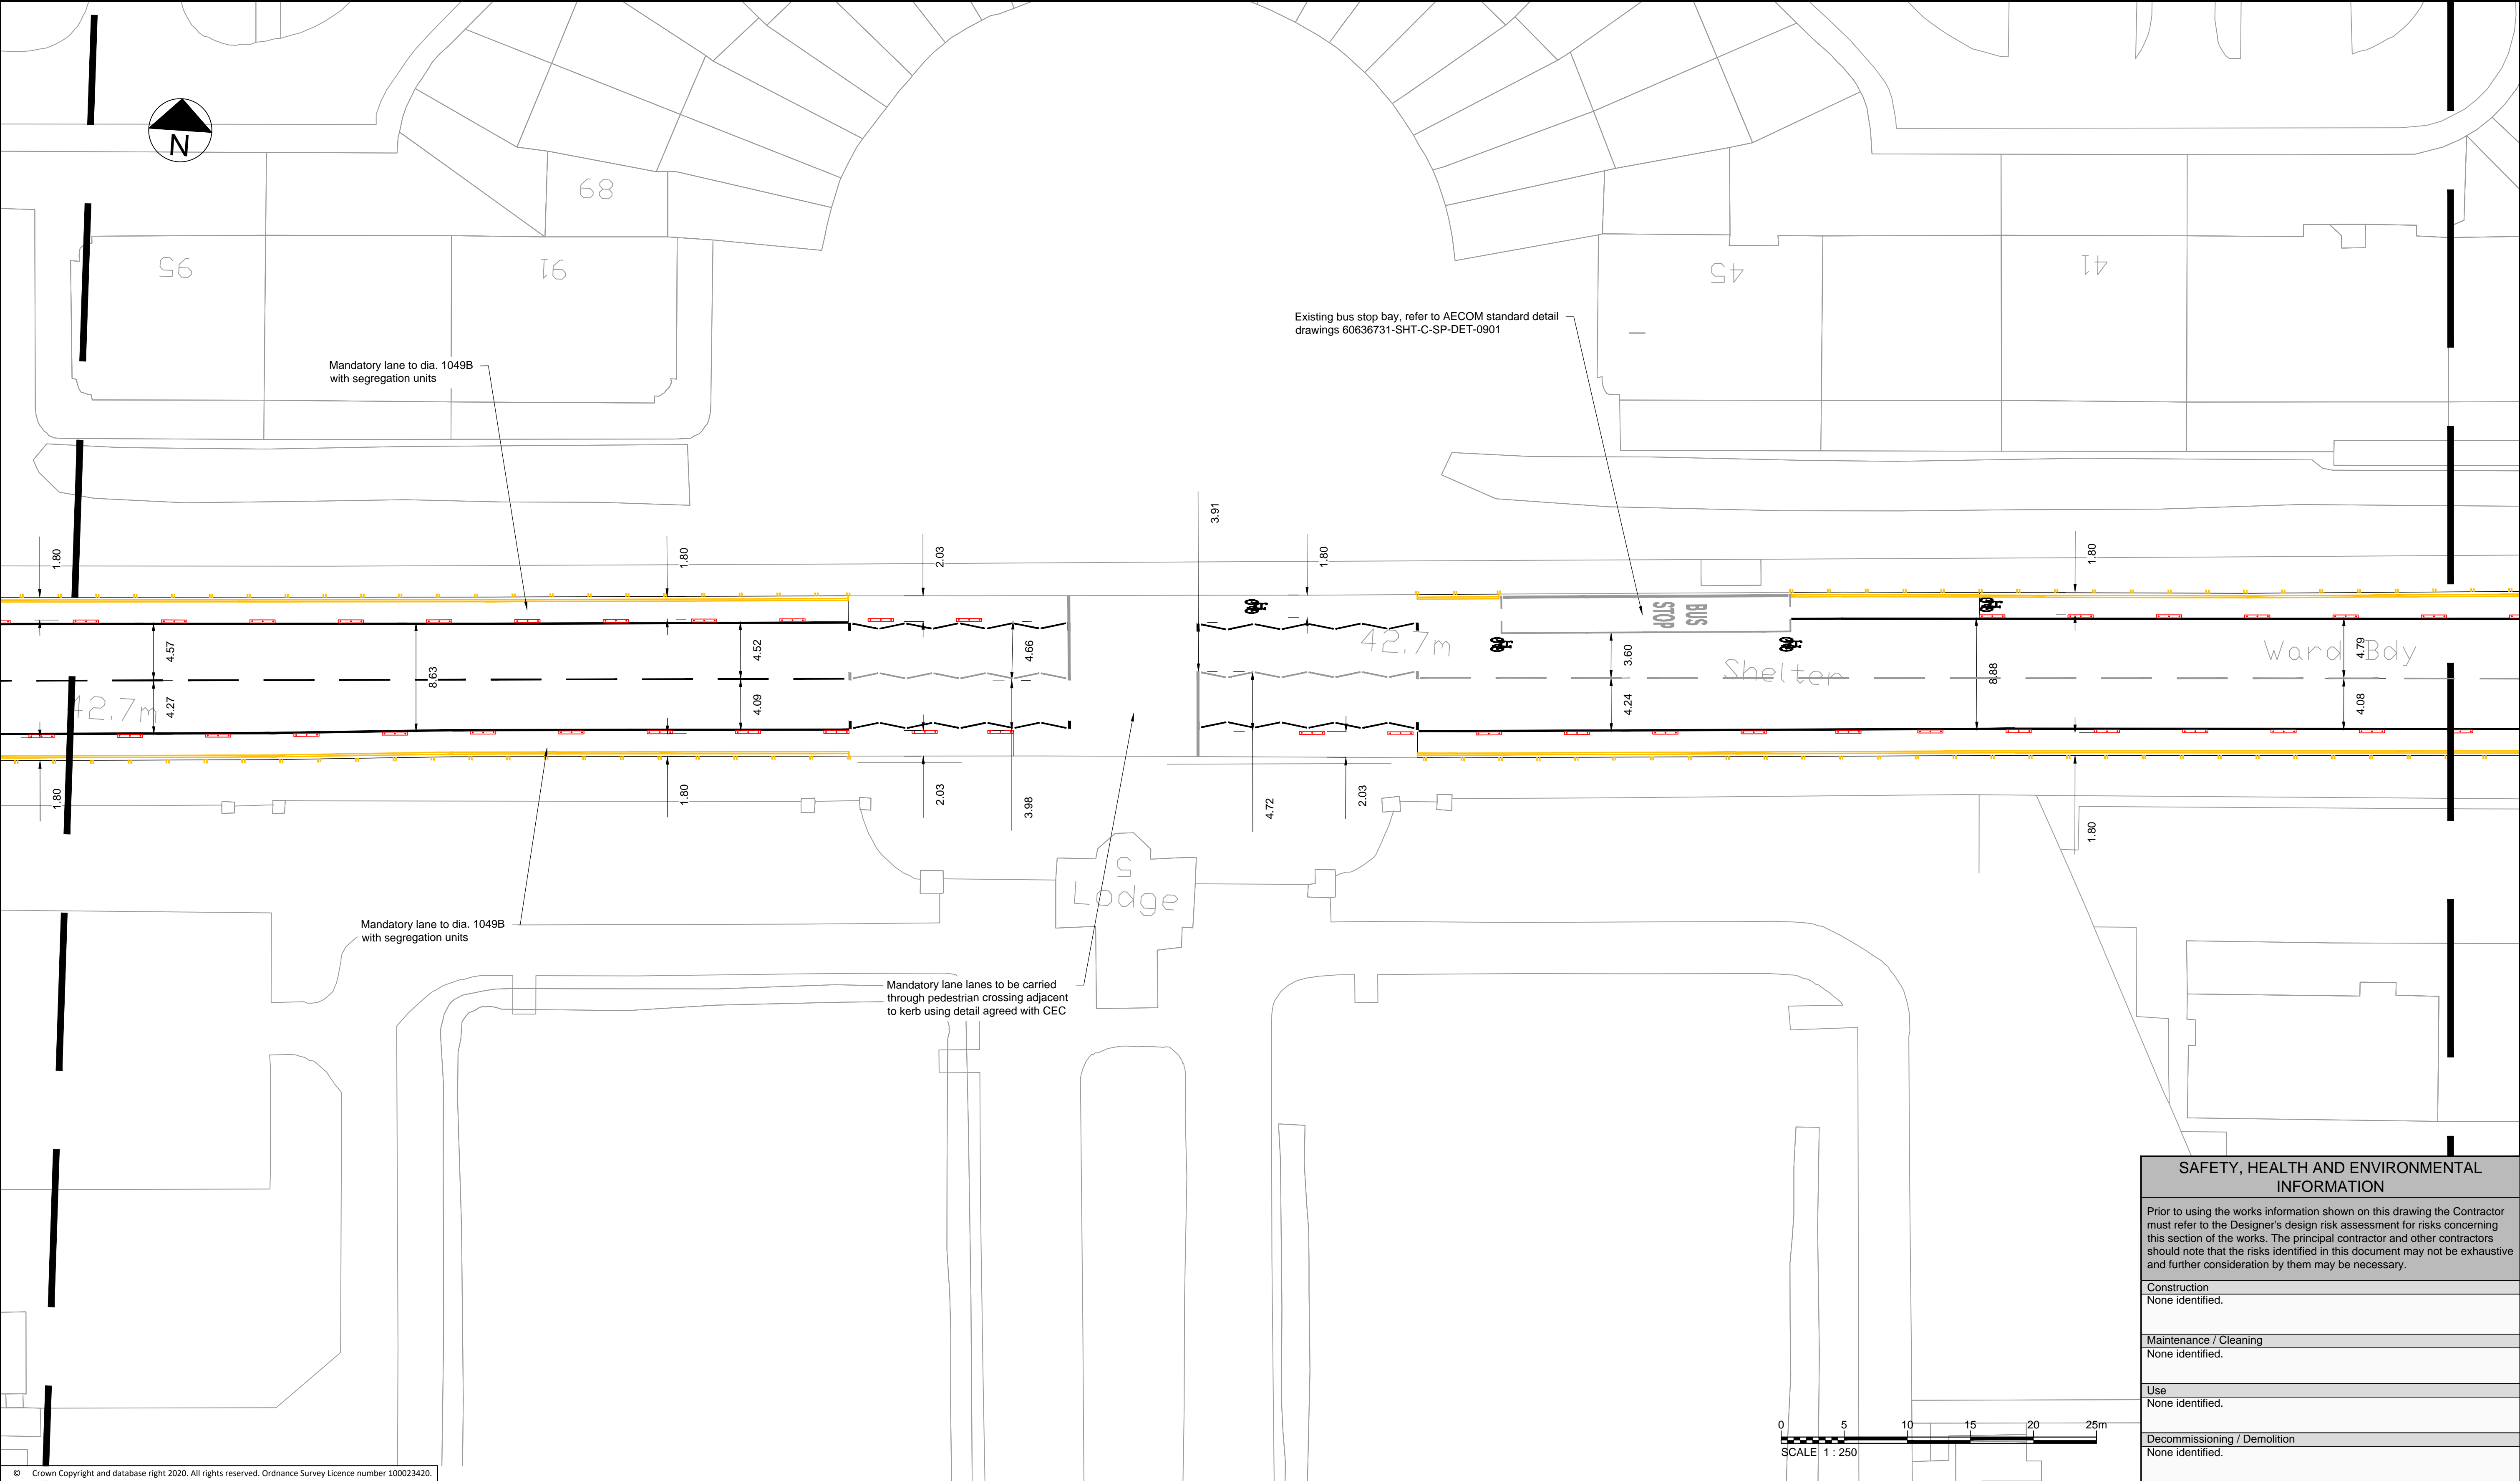 N
89
95
91
45
41
Existing bus stop bay, refer to AECOM standard detail
drawings 60636731-SHT-C-SP-DET-0901
Mandatory lane to dia. 1049B
with segregation units
1.80
1.80
2.03
3.91
1.80
1.80
BUS
STOP
42.7m
4.57
8.63
4.52
4.66
3.60
Shelter
8.88
Ward Bdy
4.79
42.7m
4.27
4.09
4.24
4.08
1.80
1.80
2.03
3.98
4.72
2.03
1.80
5
Lodge
Mandatory lane to dia. 1049B
with segregation units
Mandatory lane lanes to be carried
through pedestrian crossing adjacent
to kerb using detail agreed with CEC
SAFETY, HEALTH AND ENVIRONMENTAL
INFORMATION
Prior to using the works information shown on this drawing the Contractor
must refer to the Designer's design risk assessment for risks concerning
this section of the works. The principal contractor and other contractors
should note that the risks identified in this document may not be exhaustive
and further consideration by them may be necessary.
Construction
None identified.
Maintenance / Cleaning
None identified.
Use
None identified.
Decommissioning / Demolition
None identified.
0 5 10 15 20 25m
SCALE 1 : 250
© Crown Copyright and database right 2020. All rights reserved. Ordnance Survey Licence number 100023420.